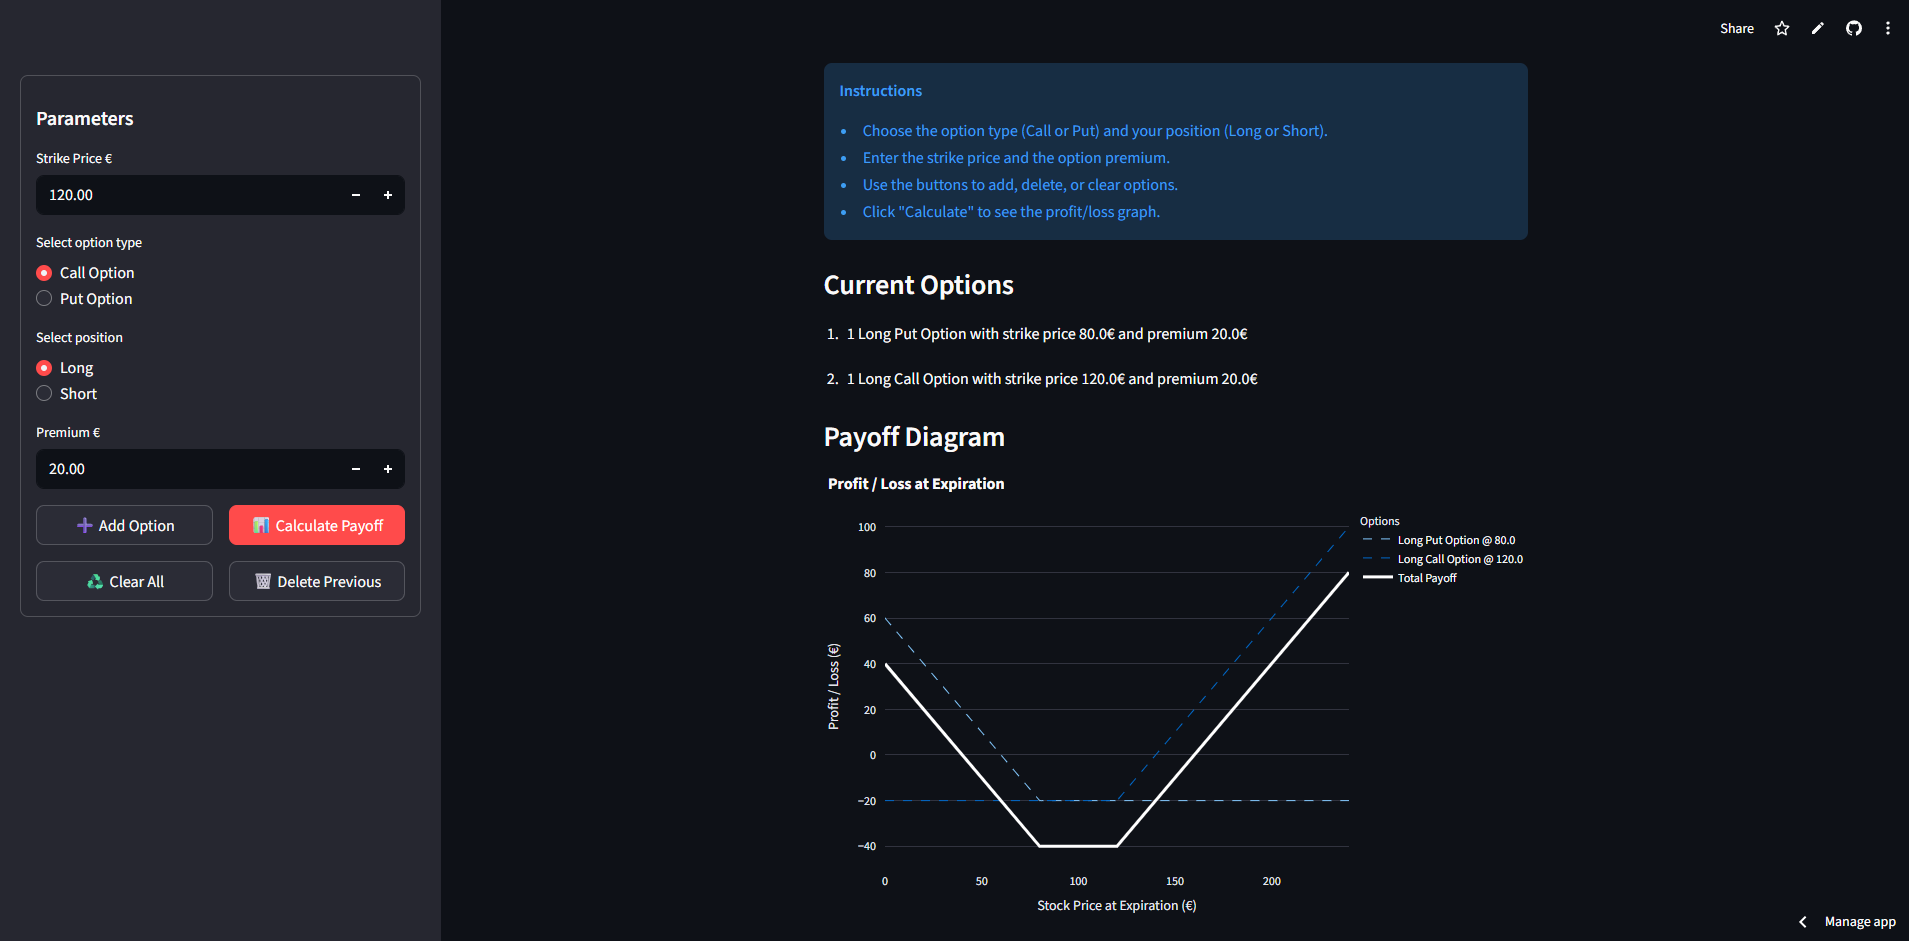 Share
Parameters
Strike Price €
120.00
Select option type
Call Option
Put Option
Select position
Long
Short
Premium €
20.00
Add Option
Calculate Payoff
Clear All
Delete Previous
Instructions
Choose the option type (Call or Put) and your position (Long or Short).
Enter the strike price and the option premium.
Use the buttons to add, delete, or clear options.
Click "Calculate" to see the profit/loss graph.
Current Options
1. 1 Long Put Option with strike price 80.0€ and premium 20.0€
2. 1 Long Call Option with strike price 120.0€ and premium 20.0€
Payoff Diagram
Profit / Loss at Expiration
Profit / Loss (€)
100
80
60
40
20
0
−20
−40
0 50 100 150 200
Stock Price at Expiration (€)
Options
Long Put Option @ 80.0
Long Call Option @ 120.0
Total Payoff
Manage app